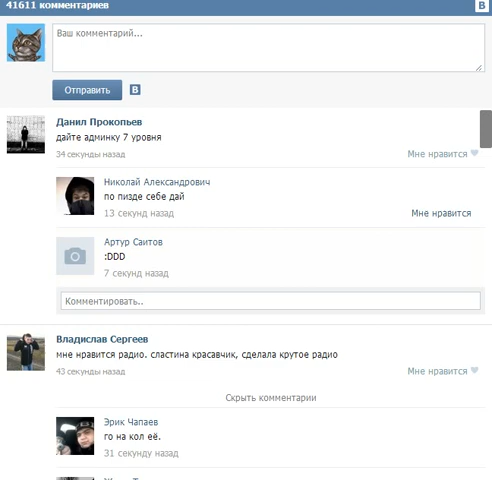 41611 комментариев
B
Ваш комментарий...
Отправить
B
Данил Прокопьев
дайте админку 7 уровня
34 секунды назад
Мне нравится
Николай Александрович
по пизде себе дай
13 секунд назад
Мне нравится
Артур Саитов
:DDD
7 секунд назад
Комментировать..
Владислав Сергеев
мне нравится радио. сластина красавчик, сделала крутое радио
43 секунды назад
Мне нравится
Скрыть комментарии
Эрик Чапаев
го на кол её.
31 секунду назад